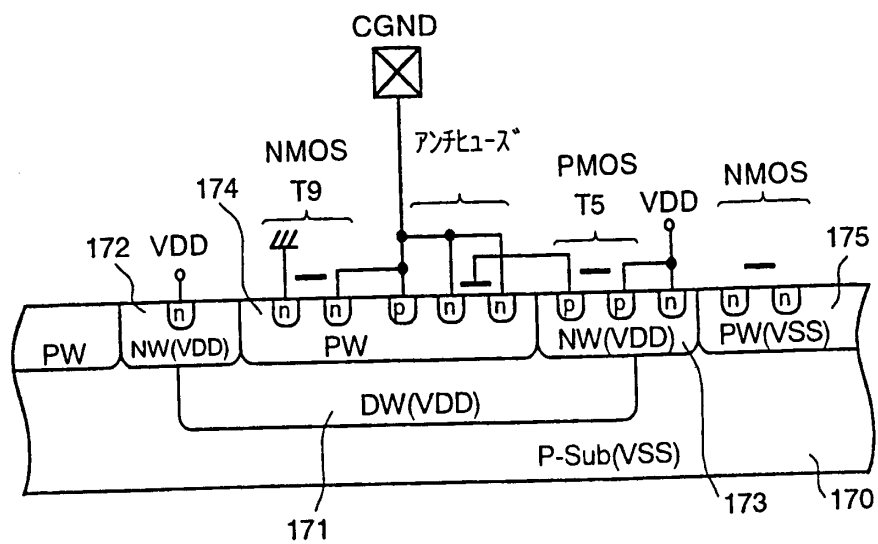 CGND
アンチヒューズ
NMOS
T9
PMOS
T5
NMOS
174
172
VDD
VDD
175
n
n
n
p
n
n
p
p
n
n
n
PW
NW(VDD)
PW
NW(VDD)
PW(VSS)
DW(VDD)
P-Sub(VSS)
171
173
170